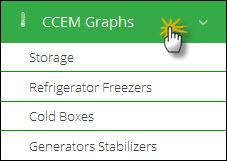 CCEM Graphs
Storage
Refrigerator Freezers
Cold Boxes
Generators Stabilizers